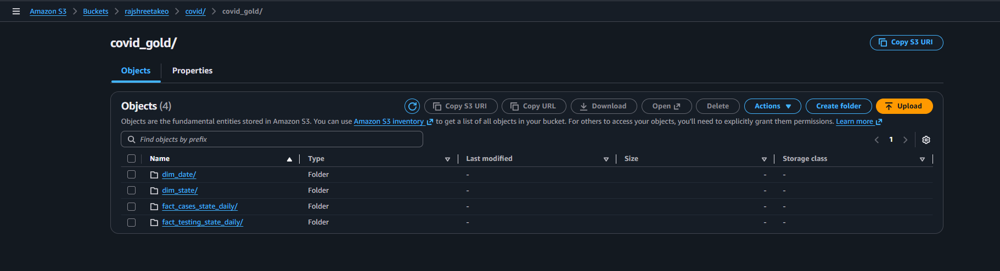 Amazon S3 > Buckets > rajshreetakeo > covid/ > covid_gold/
covid_gold/
Copy S3 URI
Objects
Properties
Objects (4)
Copy S3 URI
Copy URL
Download
Open
Delete
Actions
Create folder
Upload
Objects are the fundamental entities stored in Amazon S3. You can use Amazon S3 inventory to get a list of all objects in your bucket. For others to access your objects, you'll need to explicitly grant them permissions. Learn more
Find objects by prefix
1
Name Type Last modified Size Storage class
dim_date/ Folder - - -
dim_state/ Folder - - -
fact_cases_state_daily/ Folder - - -
fact_testing_state_daily/ Folder - - -